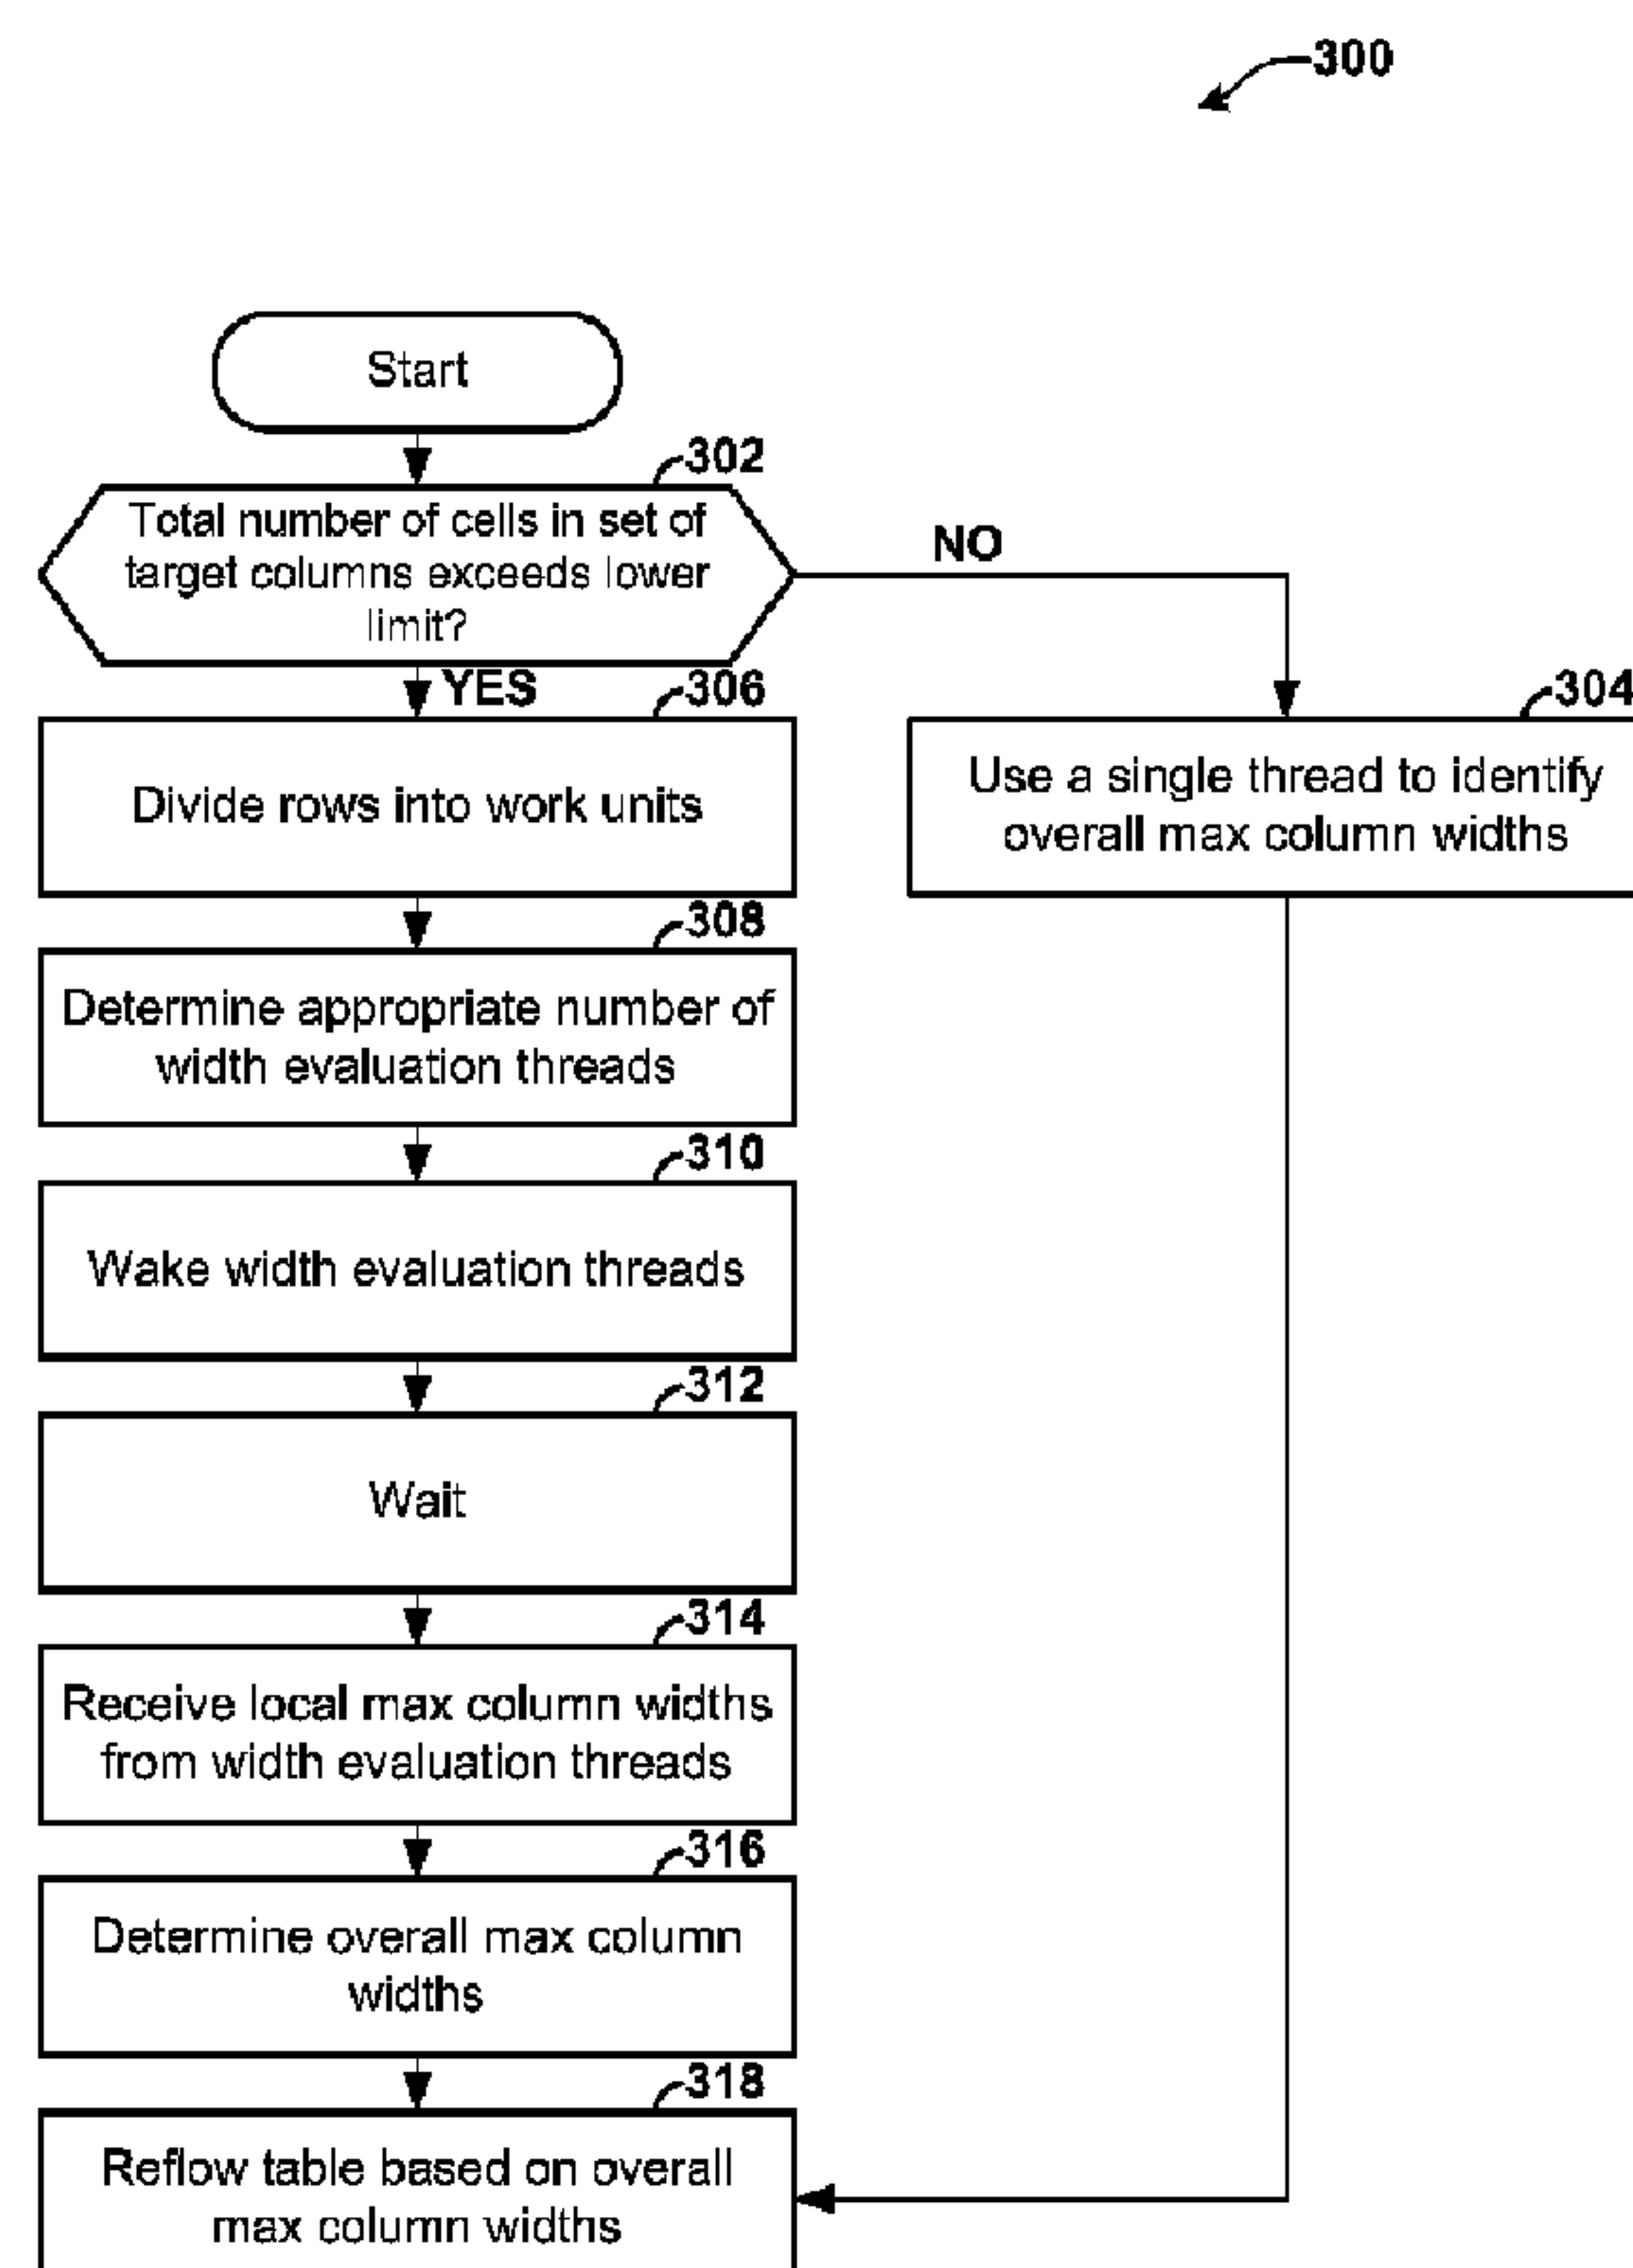 300
Start
302
Total number of cells in set of
target columns exceeds lower
limit?
NO
YES
306
Divide rows into work units
304
Use a single thread to identify
overall max column widths
308
Determine appropriate number of
width evaluation threads
310
Wake width evaluation threads
312
Wait
314
Receive local max column widths
from width evaluation threads
316
Determine overall max column
widths
318
Reflow table based on overall
max column widths